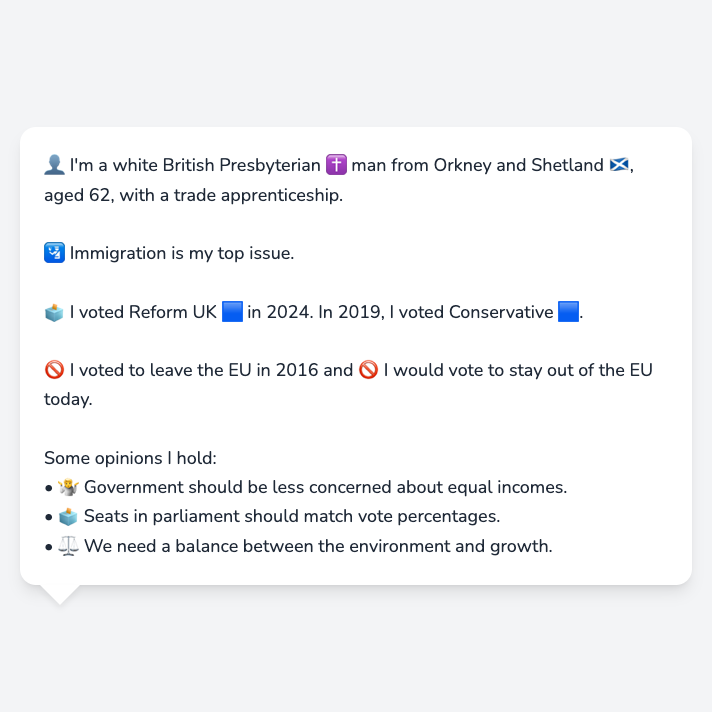 👤 I'm a white British Presbyterian ✝️ man from Orkney and Shetland 🏴󠁧󠁢󠁳󠁣󠁴󠁿,
aged 62, with a trade apprenticeship.
🛂 Immigration is my top issue.
🗳️ I voted Reform UK 🟦 in 2024. In 2019, I voted Conservative 🟦.
🚫 I voted to leave the EU in 2016 and 🚫 I would vote to stay out of the EU
today.
Some opinions I hold:
• 🤷 Government should be less concerned about equal incomes.
• 🗳️ Seats in parliament should match vote percentages.
• ⚖️ We need a balance between the environment and growth.